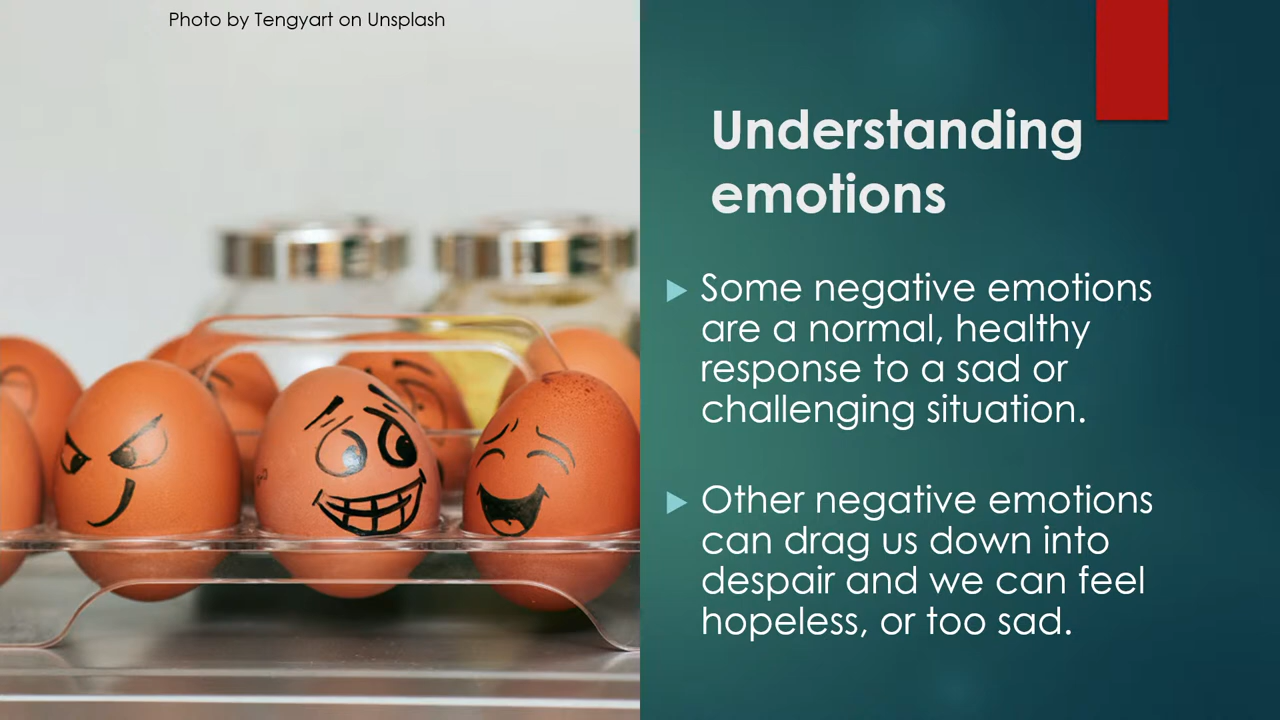 Photo by Tengyart on Unsplash
Understanding
emotions
Some negative emotions
are a normal, healthy
response to a sad or
challenging situation.
Other negative emotions
can drag us down into
despair and we can feel
hopeless, or too sad.